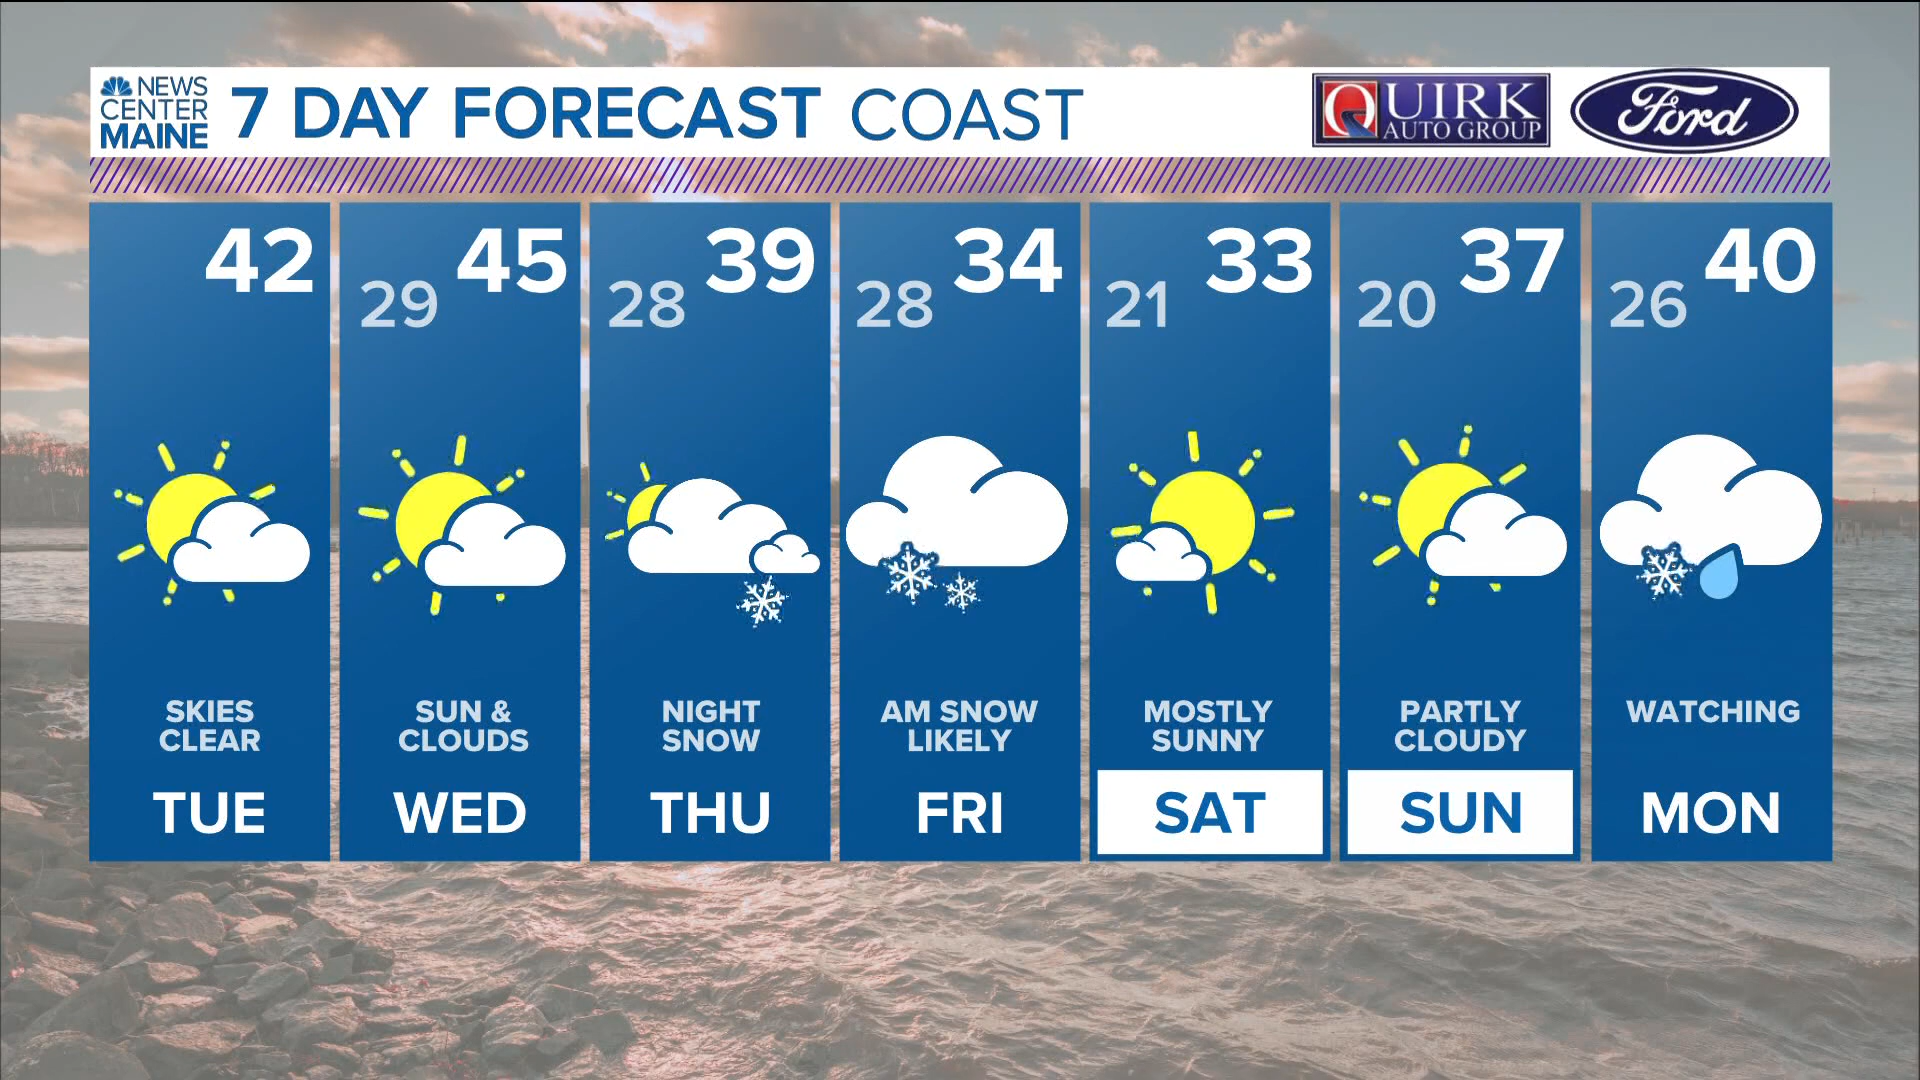 NEWS
CENTER
MAINE
7 DAY FORECAST COAST
QUIRK
AUTO GROUP
Ford
42
29 45
28 39
28 34
21 33
20 37
26 40
SKIES
CLEAR
SUN &
CLOUDS
NIGHT
SNOW
AM SNOW
LIKELY
MOSTLY
SUNNY
PARTLY
CLOUDY
WATCHING
TUE
WED
THU
FRI
SAT
SUN
MON